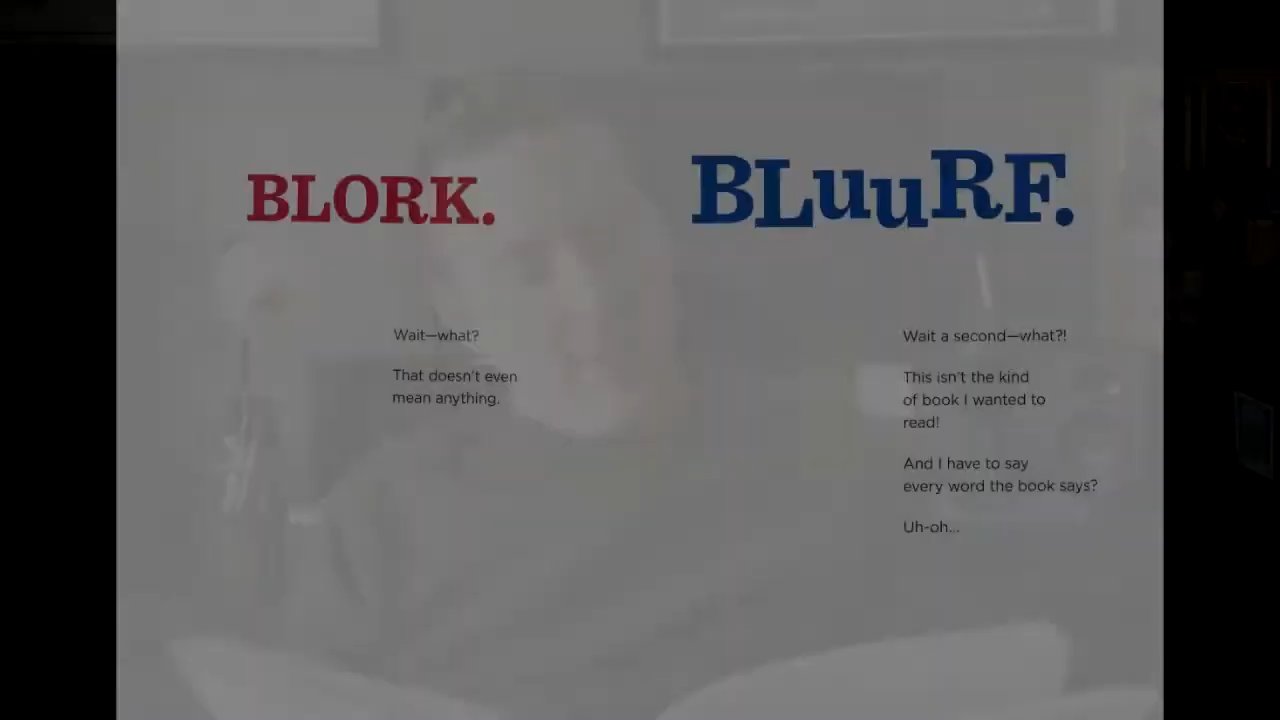 BLORK.
Wait—what?
That doesn't even
mean anything.
BLuuRF.
Wait a second—what?!
This isn't the kind
of book I wanted to
read!
And I have to say
every word the book says?
Uh-oh...